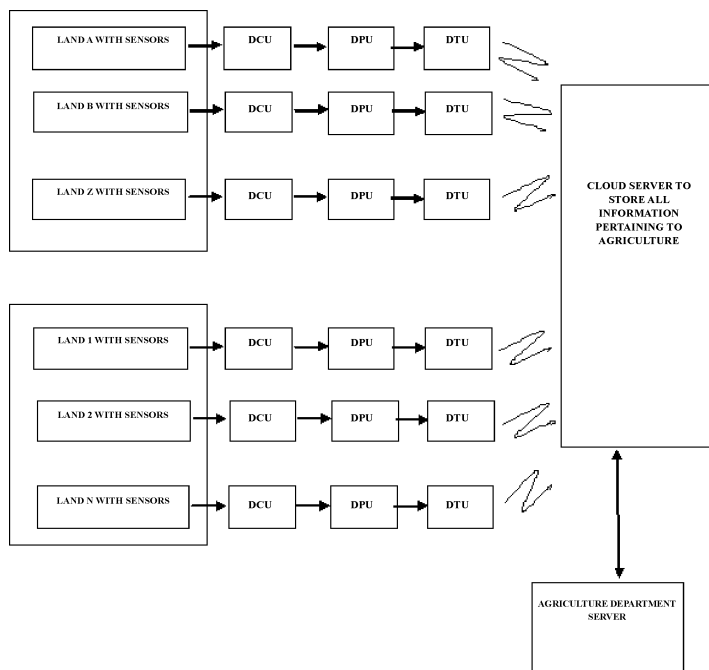 LAND A WITH SENSORS
DCU
DPU
DTU
LAND B WITH SENSORS
DCU
DPU
DTU
LAND Z WITH SENSORS
DCU
DPU
DTU
CLOUD SERVER TO
STORE ALL
INFORMATION
PERTAINING TO
AGRICULTURE
LAND 1 WITH SENSORS
DCU
DPU
DTU
LAND 2 WITH SENSORS
DCU
DPU
DTU
LAND N WITH SENSORS
DCU
DPU
DTU
AGRICULTURE DEPARTMENT
SERVER